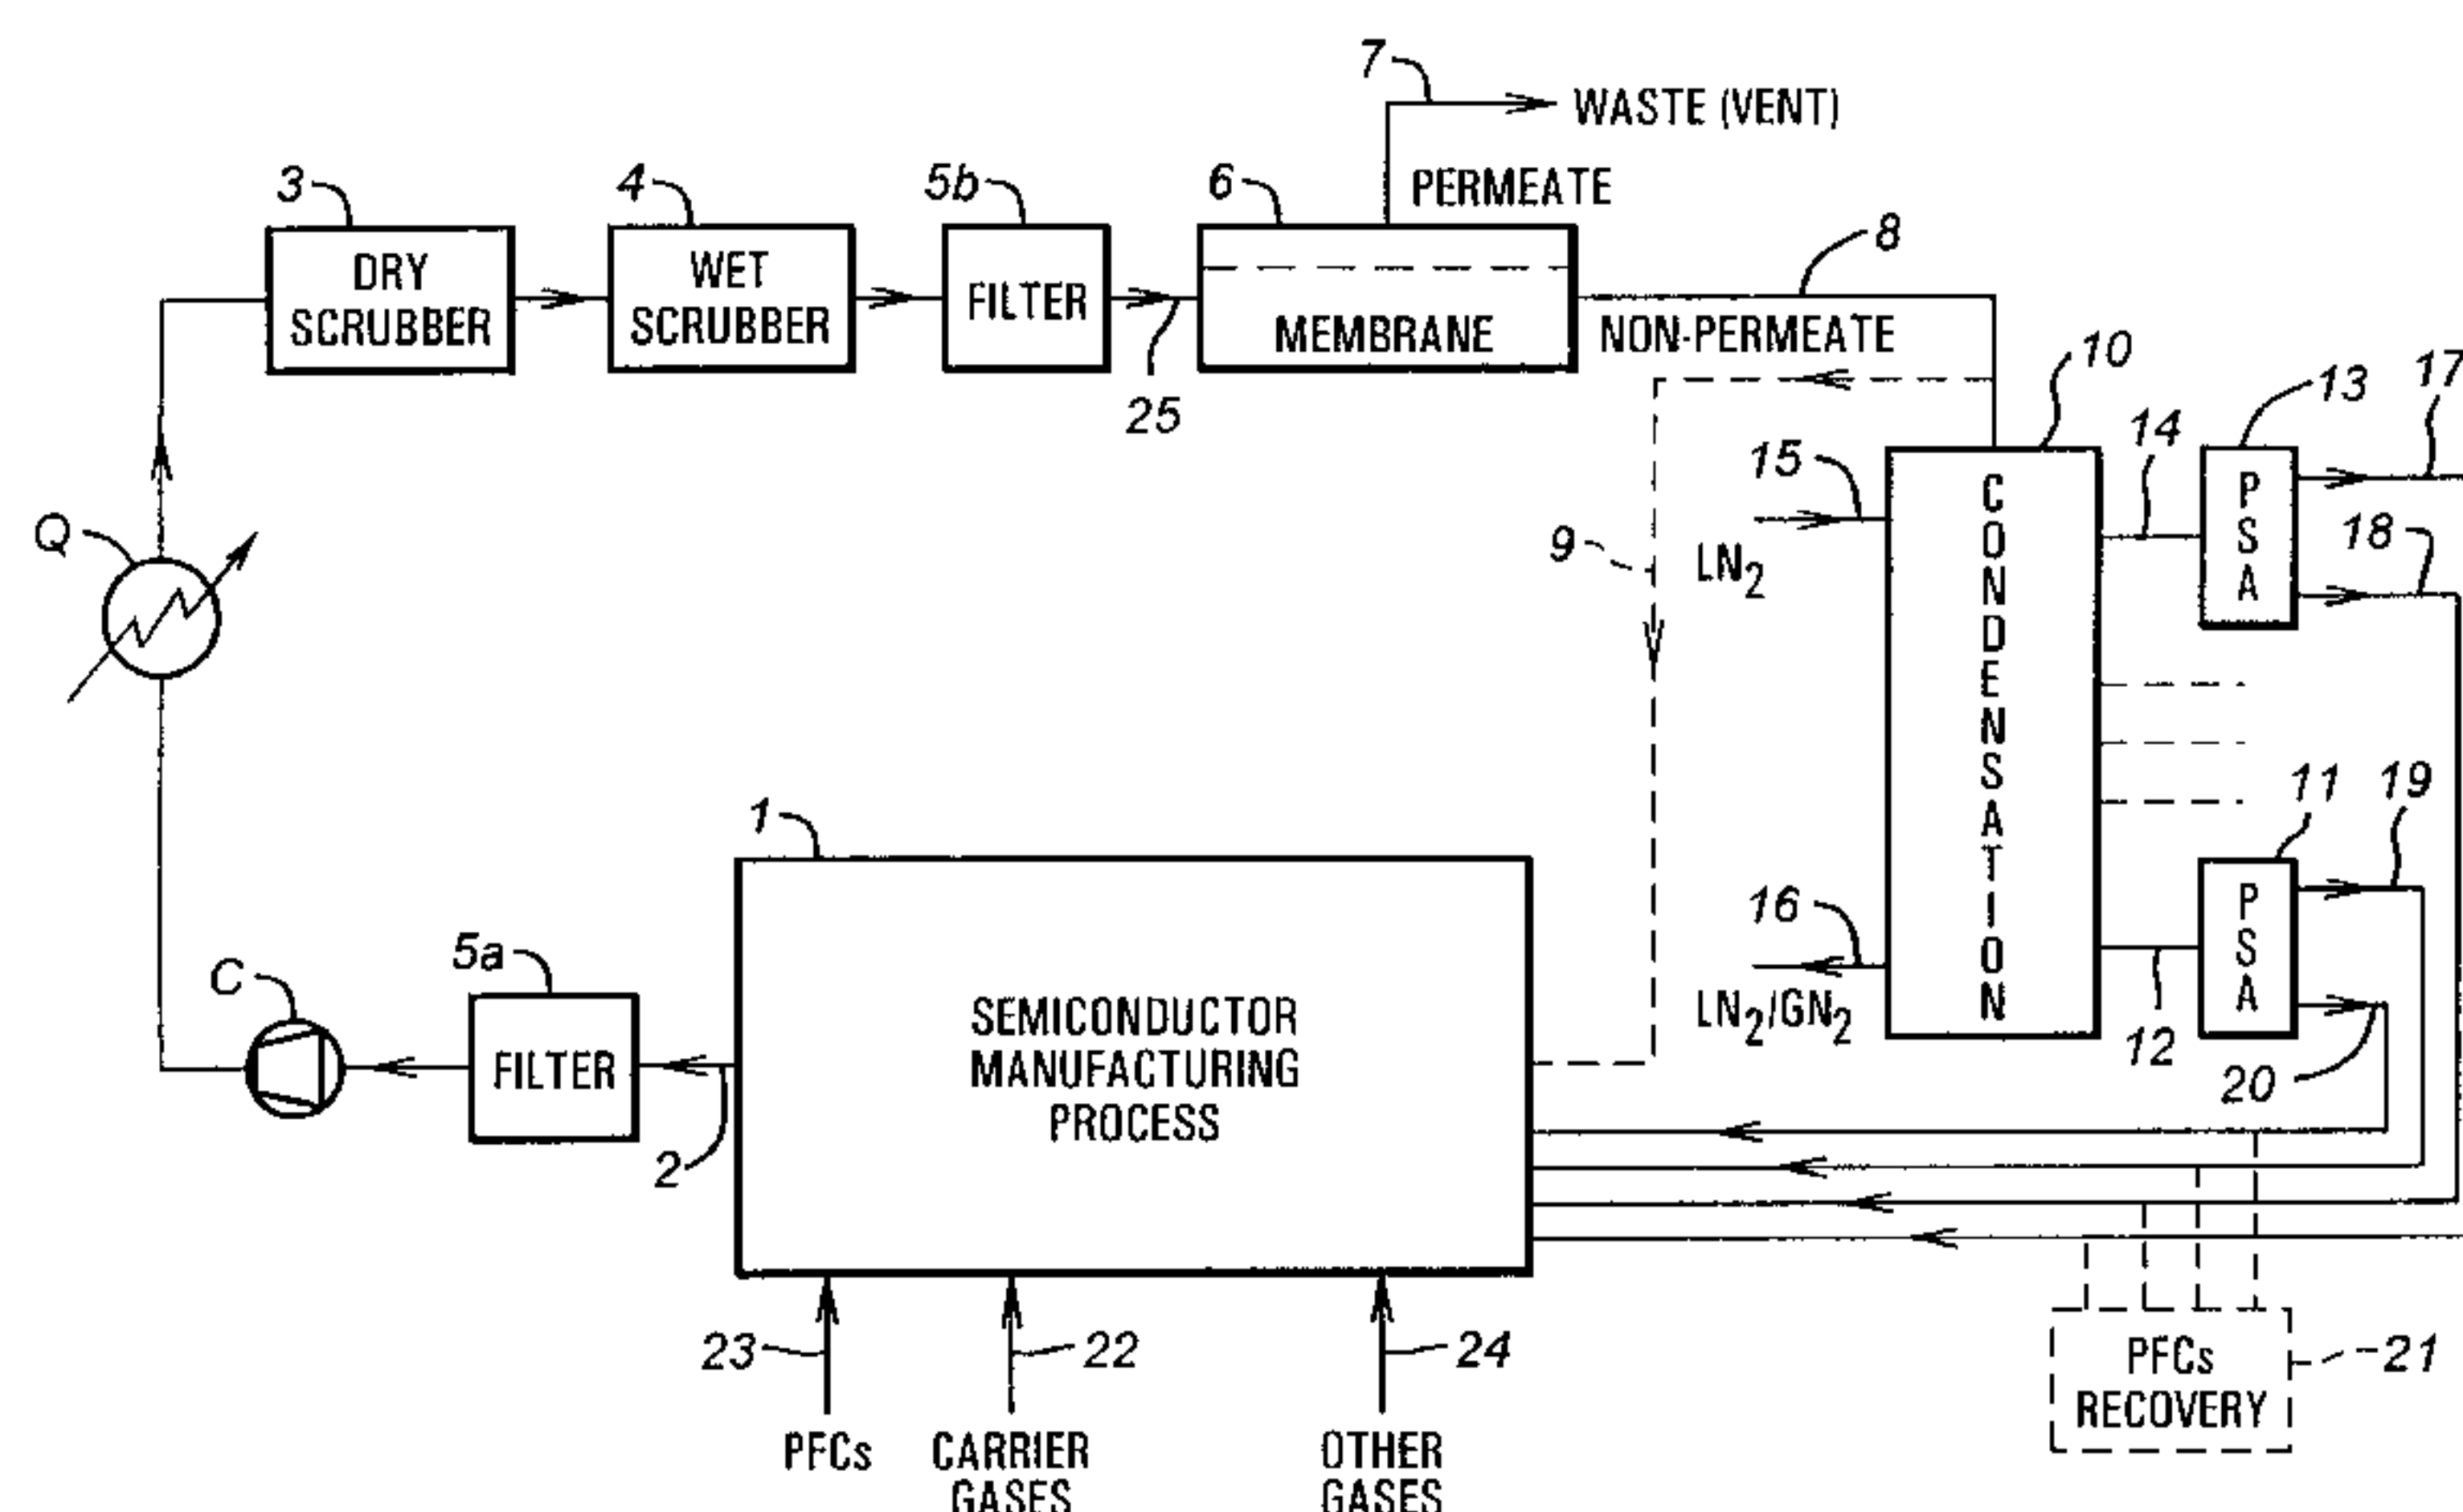 7
WASTE (VENT)
3
4
5b
6
PERMEATE
8
DRY
SCRUBBER
WET
SCRUBBER
FILTER
MEMBRANE
NON-PERMEATE
25
10
13
17
14
15
18
Q
9
LN2
CONDENSATION
PSA
1
11
19
16
PSA
5a
C
LN2/GN2
12
20
FILTER
SEMICONDUCTOR
MANUFACTURING
PROCESS
2
23
22
24
PFCs
RECOVERY
21
PFCs
CARRIER
GASES
OTHER
GASES